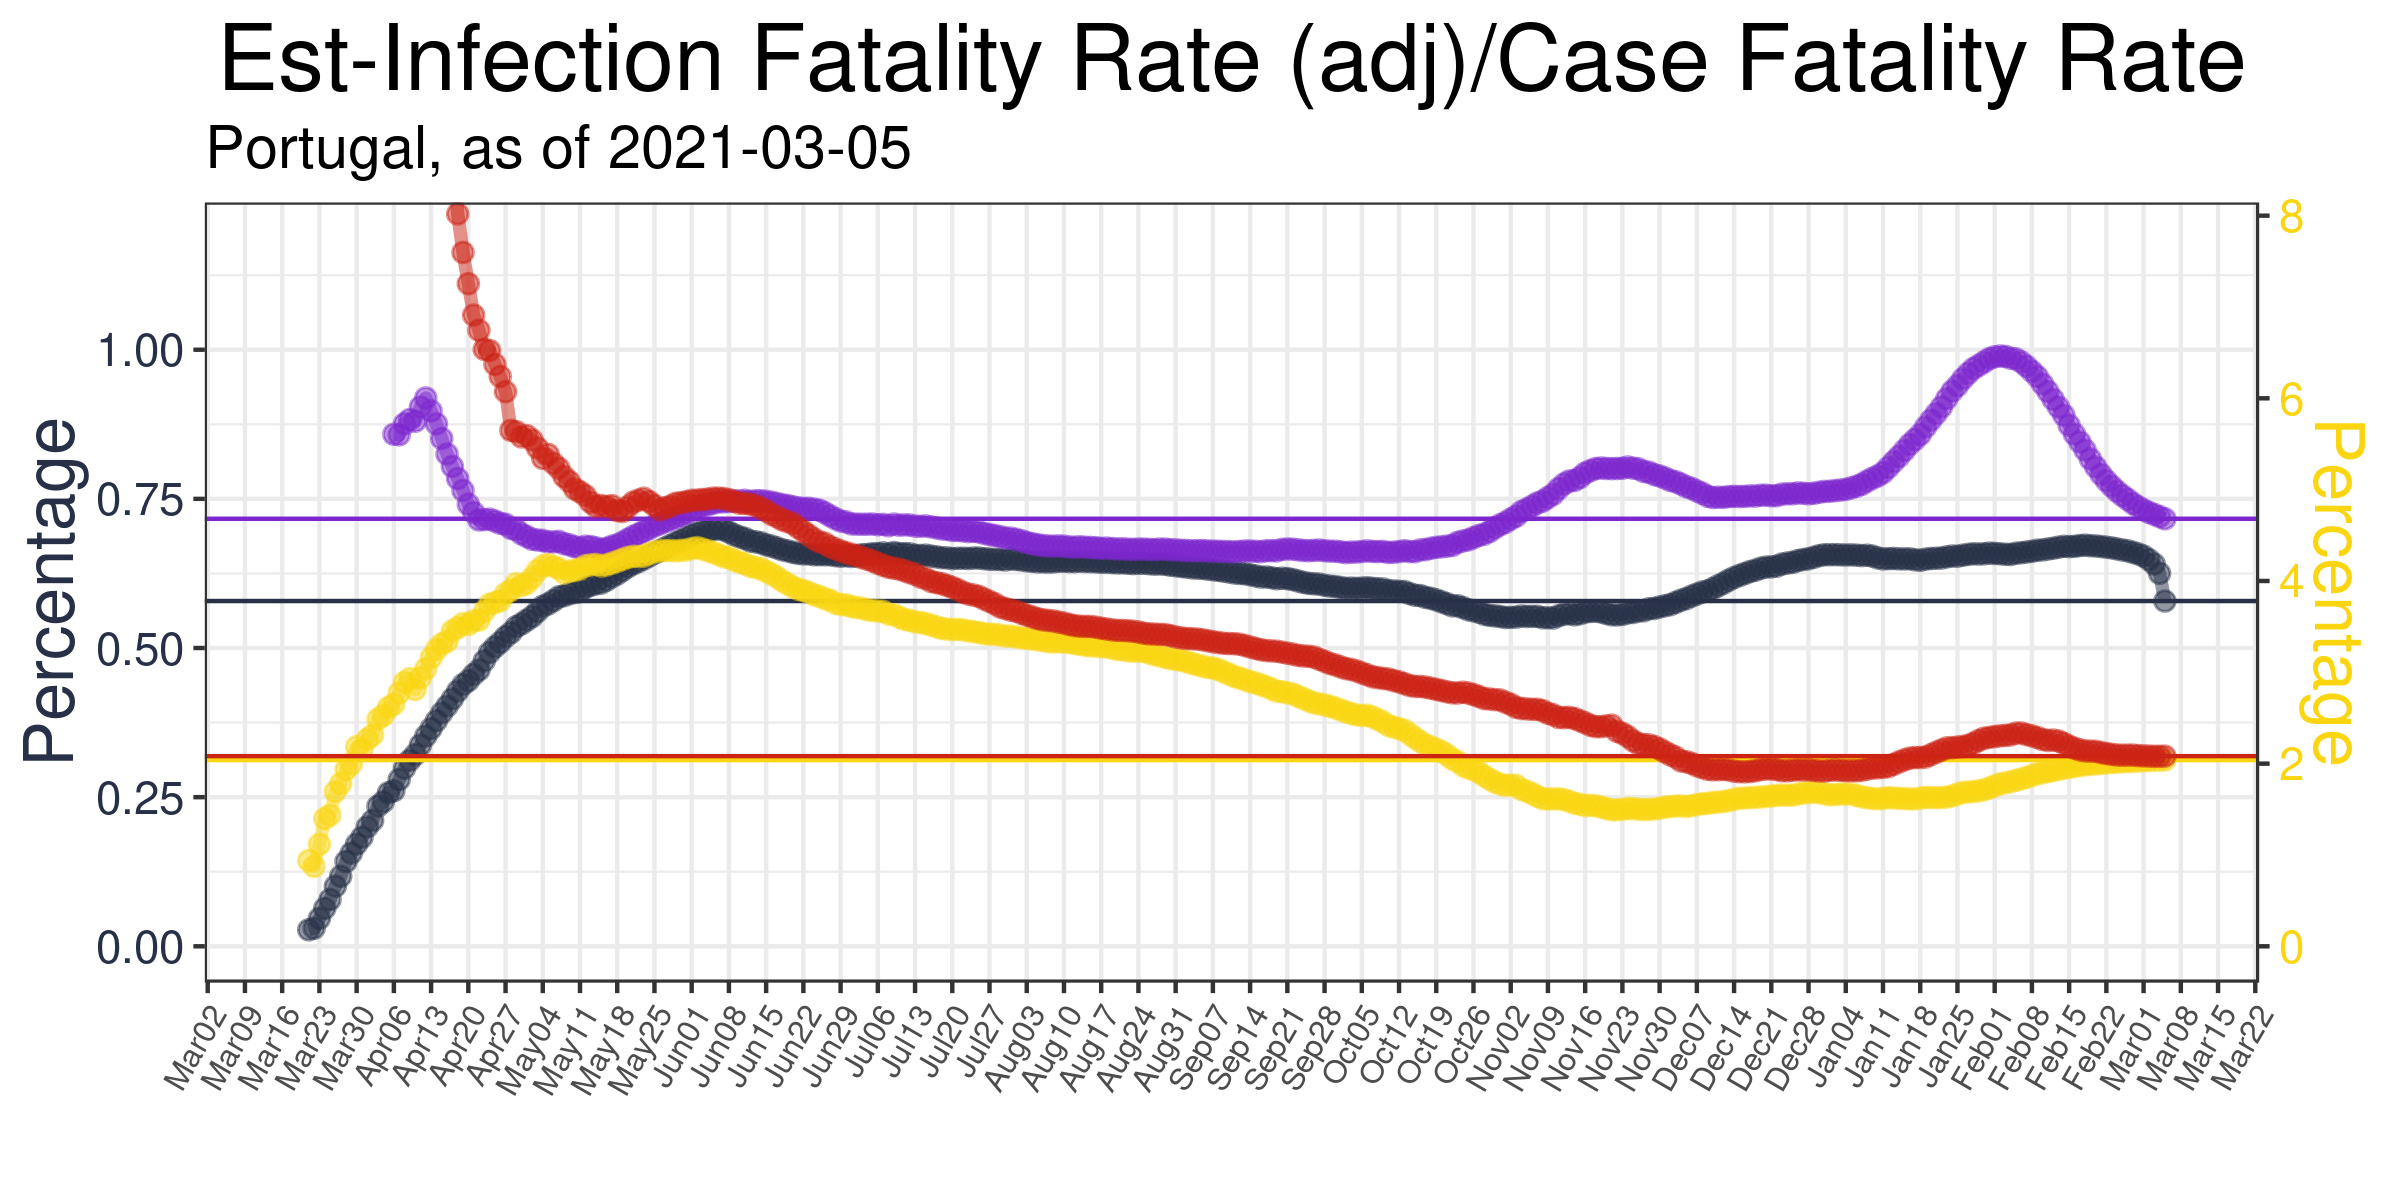 Est-Infection Fatality Rate (adj)/Case Fatality Rate
Portugal, as of 2021-03-05
Percentage
1.00
0.75
0.50
0.25
0.00
8
6
4
2
0
Percentage
Mar02
Mar09
Mar16
Mar23
Mar30
Apr06
Apr13
Apr20
Apr27
May04
May11
May18
May25
Jun01
Jun08
Jun15
Jun22
Jun29
Jul06
Jul13
Jul20
Jul27
Aug03
Aug10
Aug17
Aug24
Aug31
Sep07
Sep14
Sep21
Sep28
Oct05
Oct12
Oct19
Oct26
Nov02
Nov09
Nov16
Nov23
Nov30
Dec07
Dec14
Dec21
Dec28
Jan04
Jan11
Jan18
Jan25
Feb01
Feb08
Feb15
Feb22
Mar01
Mar08
Mar15
Mar22